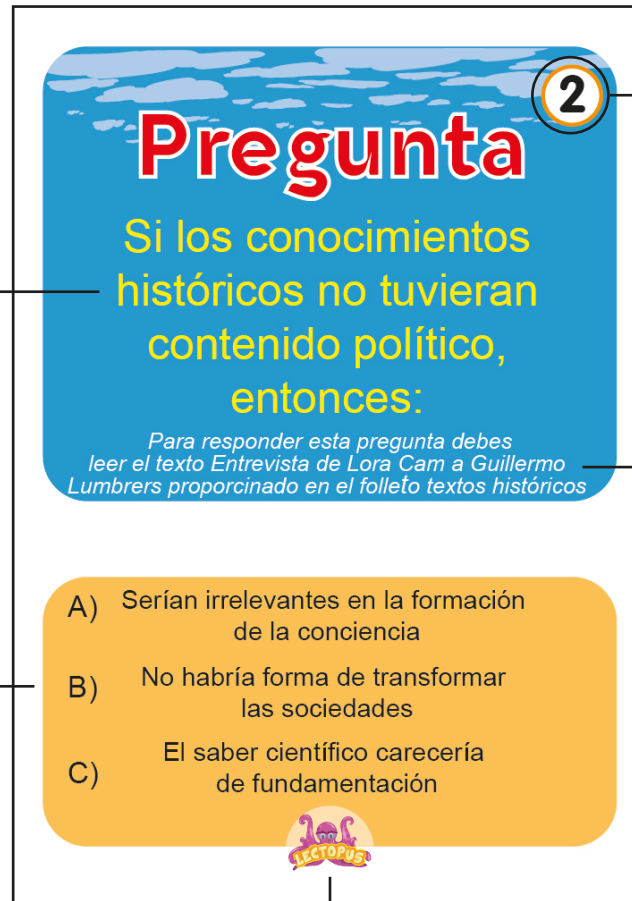 2
Pregunta
Si los conocimientos
históricos no tuvieran
contenido político,
entonces:
Para responder esta pregunta debes
leer el texto Entrevista de Lora Cam a Guillermo
Lumbrers proporcinado en el folleto textos históricos
A) Serían irrelevantes en la formación
de la conciencia
B) No habría forma de transformar
las sociedades
C) El saber científico carecería
de fundamentación
LECTOPUS